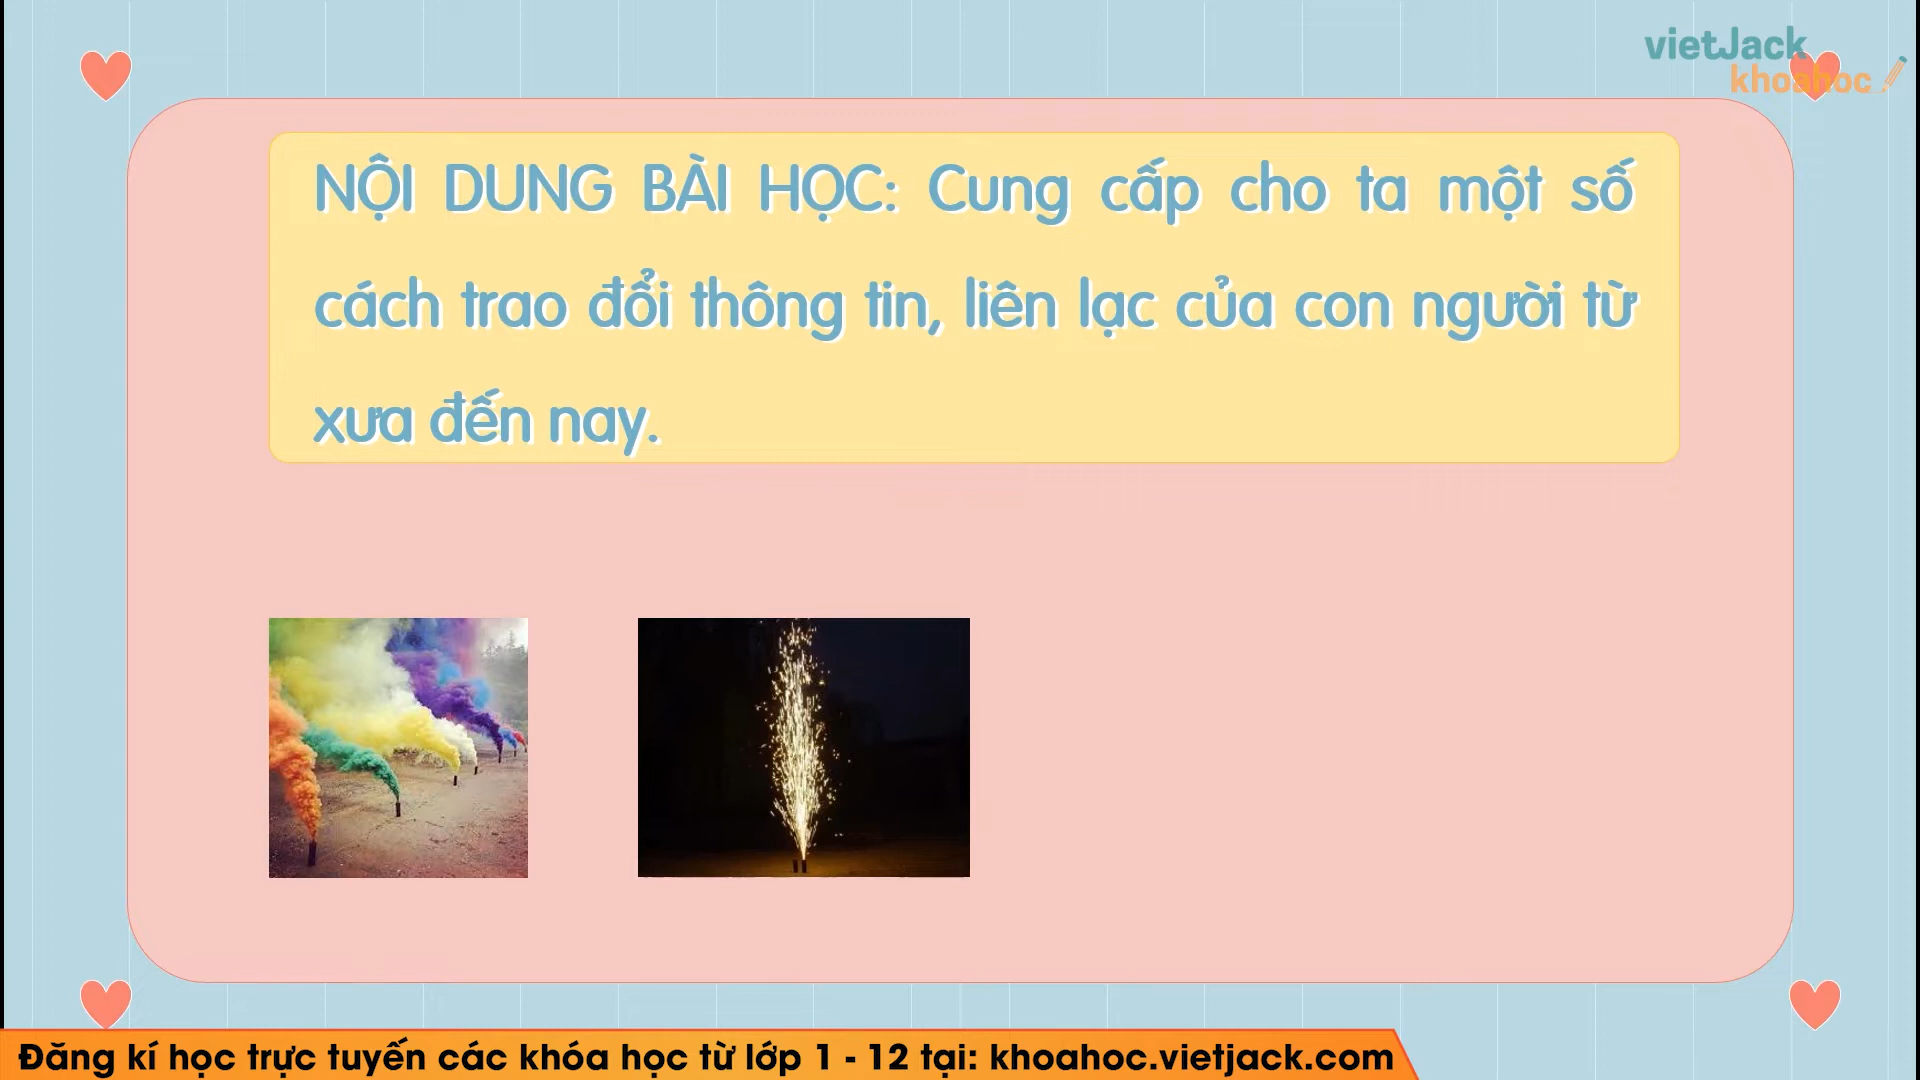 vietJack
khoahoc
NỘI DUNG BÀI HỌC: Cung cấp cho ta một số
cách trao đổi thông tin, liên lạc của con người từ
xưa đến nay.
Đăng kí học trực tuyến các khóa học từ lớp 1 - 12 tại: khoahoc.vietjack.com